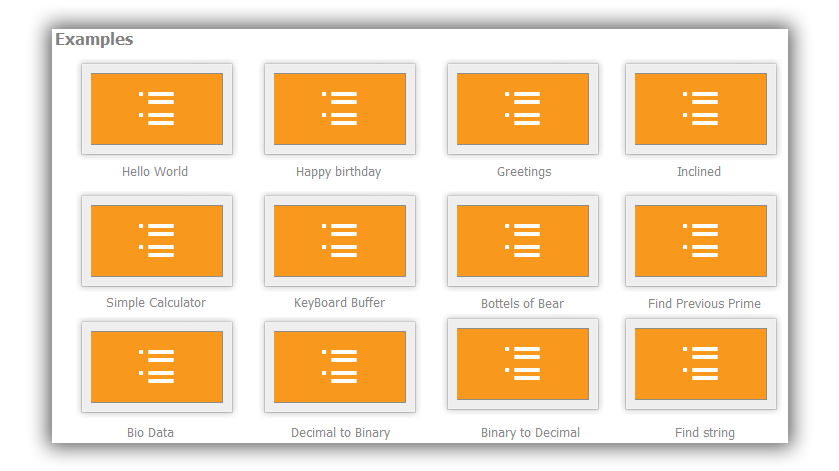 Examples
Hello World
Happy birthday
Greetings
Inclined
Simple Calculator
KeyBoard Buffer
Bottels of Bear
Find Previous Prime
Bio Data
Decimal to Binary
Binary to Decimal
Find string